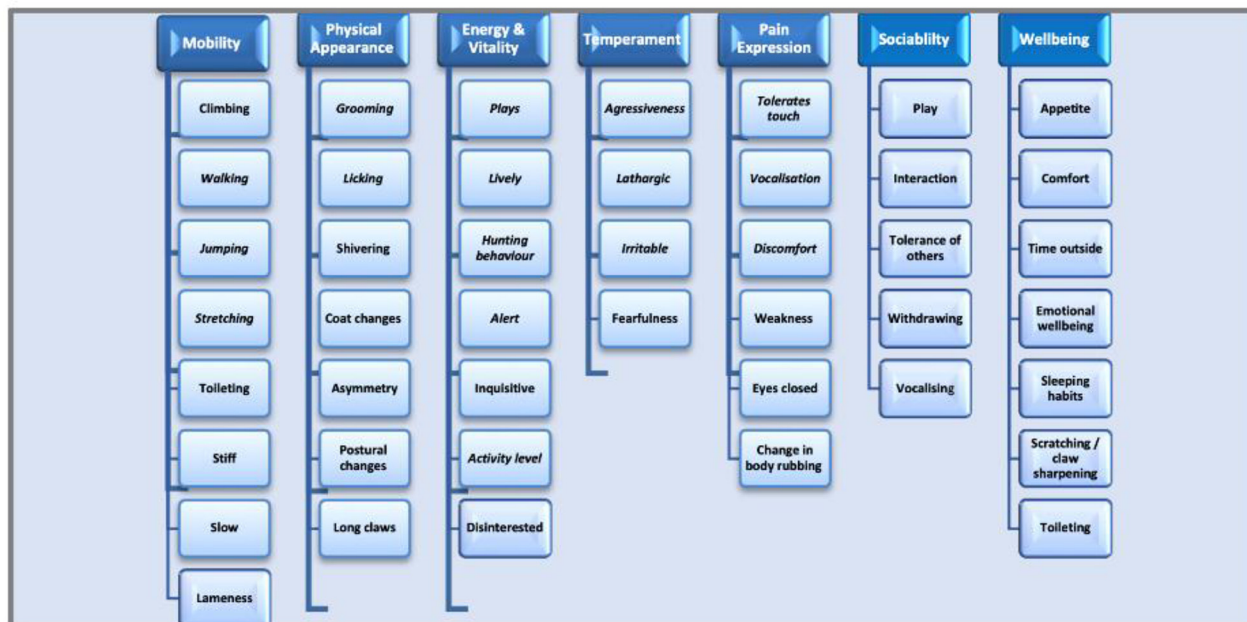 Mobility
Climbing
Walking
Jumping
Stretching
Toileting
Stiff
Slow
Lameness
Physical
Appearance
Grooming
Licking
Shivering
Coat changes
Asymmetry
Postural
changes
Long claws
Energy &
Vitality
Plays
Lively
Hunting
behaviour
Alert
Inquisitive
Activity level
Disinterested
Temperament
Agressiveness
Lathargic
Irritable
Fearfulness
Pain
Expression
Tolerates
touch
Vocalisation
Discomfort
Weakness
Eyes closed
Change in
body rubbing
Sociablilty
Play
Interaction
Tolerance of
others
Withdrawing
Vocalising
Wellbeing
Appetite
Comfort
Time outside
Emotional
wellbeing
Sleeping
habits
Scratching /
claw
sharpening
Toileting